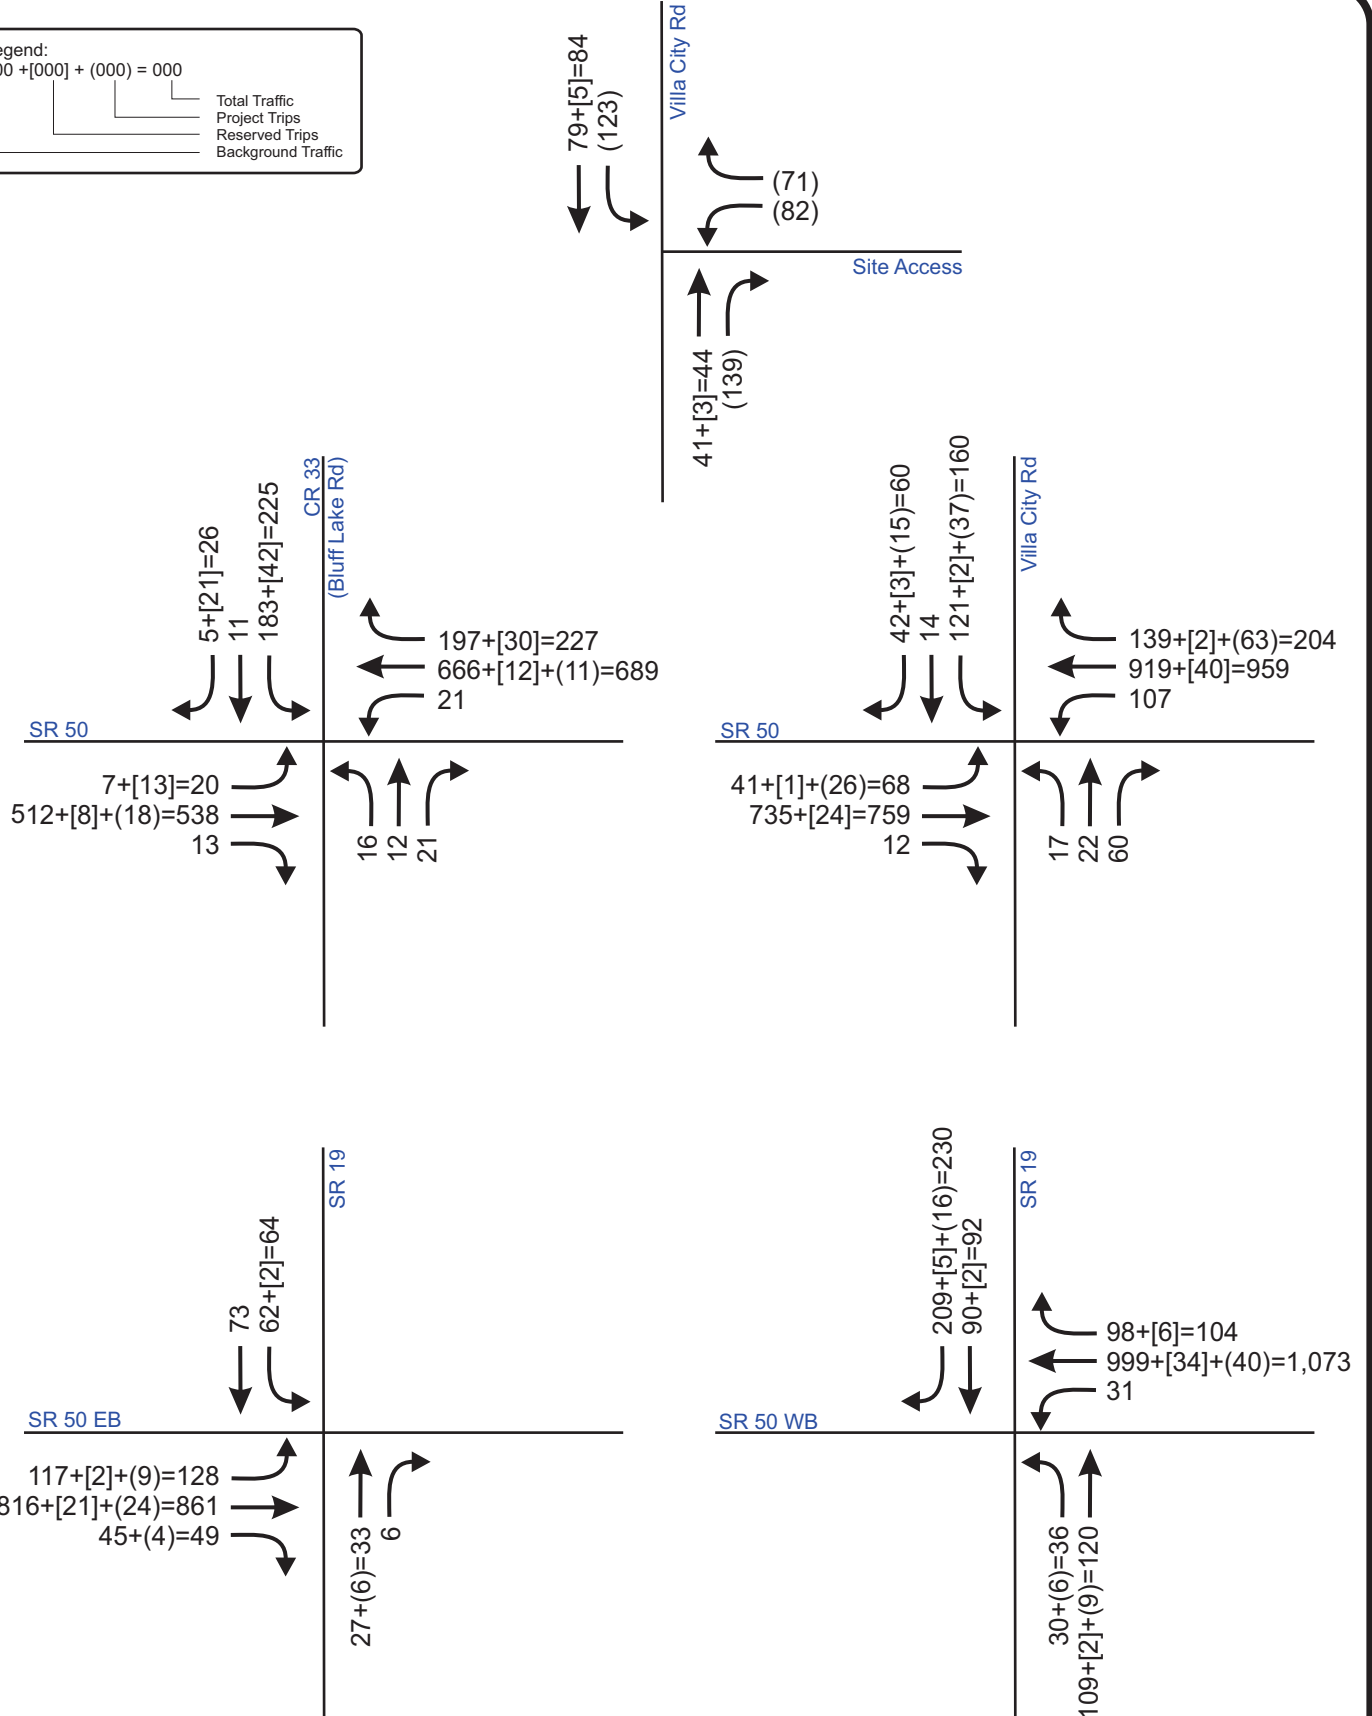 egend:
00 +[000] + (000) = 000
Total Traffic
Project Trips
Reserved Trips
Background Traffic
79+[5]=84
(123)
Villa City Rd
(71)
(82)
Site Access
41+[3]=44
(139)
5+[21]=26
11
183+[42]=225
CR 33
(Bluff Lake Rd)
197+[30]=227
666+[12]+(11)=689
21
SR 50
7+[13]=20
512+[8]+(18)=538
13
16
12
21
42+[3]+(15)=60
14
121+[2]+(37)=160
Villa City Rd
139+[2]+(63)=204
919+[40]=959
107
SR 50
41+[1]+(26)=68
735+[24]=759
12
17
22
60
73
62+[2]=64
SR 19
SR 50 EB
117+[2]+(9)=128
816+[21]+(24)=861
45+(4)=49
27+(6)=33
6
209+[5]+(16)=230
90+[2]=92
SR 19
98+[6]=104
999+[34]+(40)=1,073
31
SR 50 WB
30+(6)=36
109+[2]+(9)=120